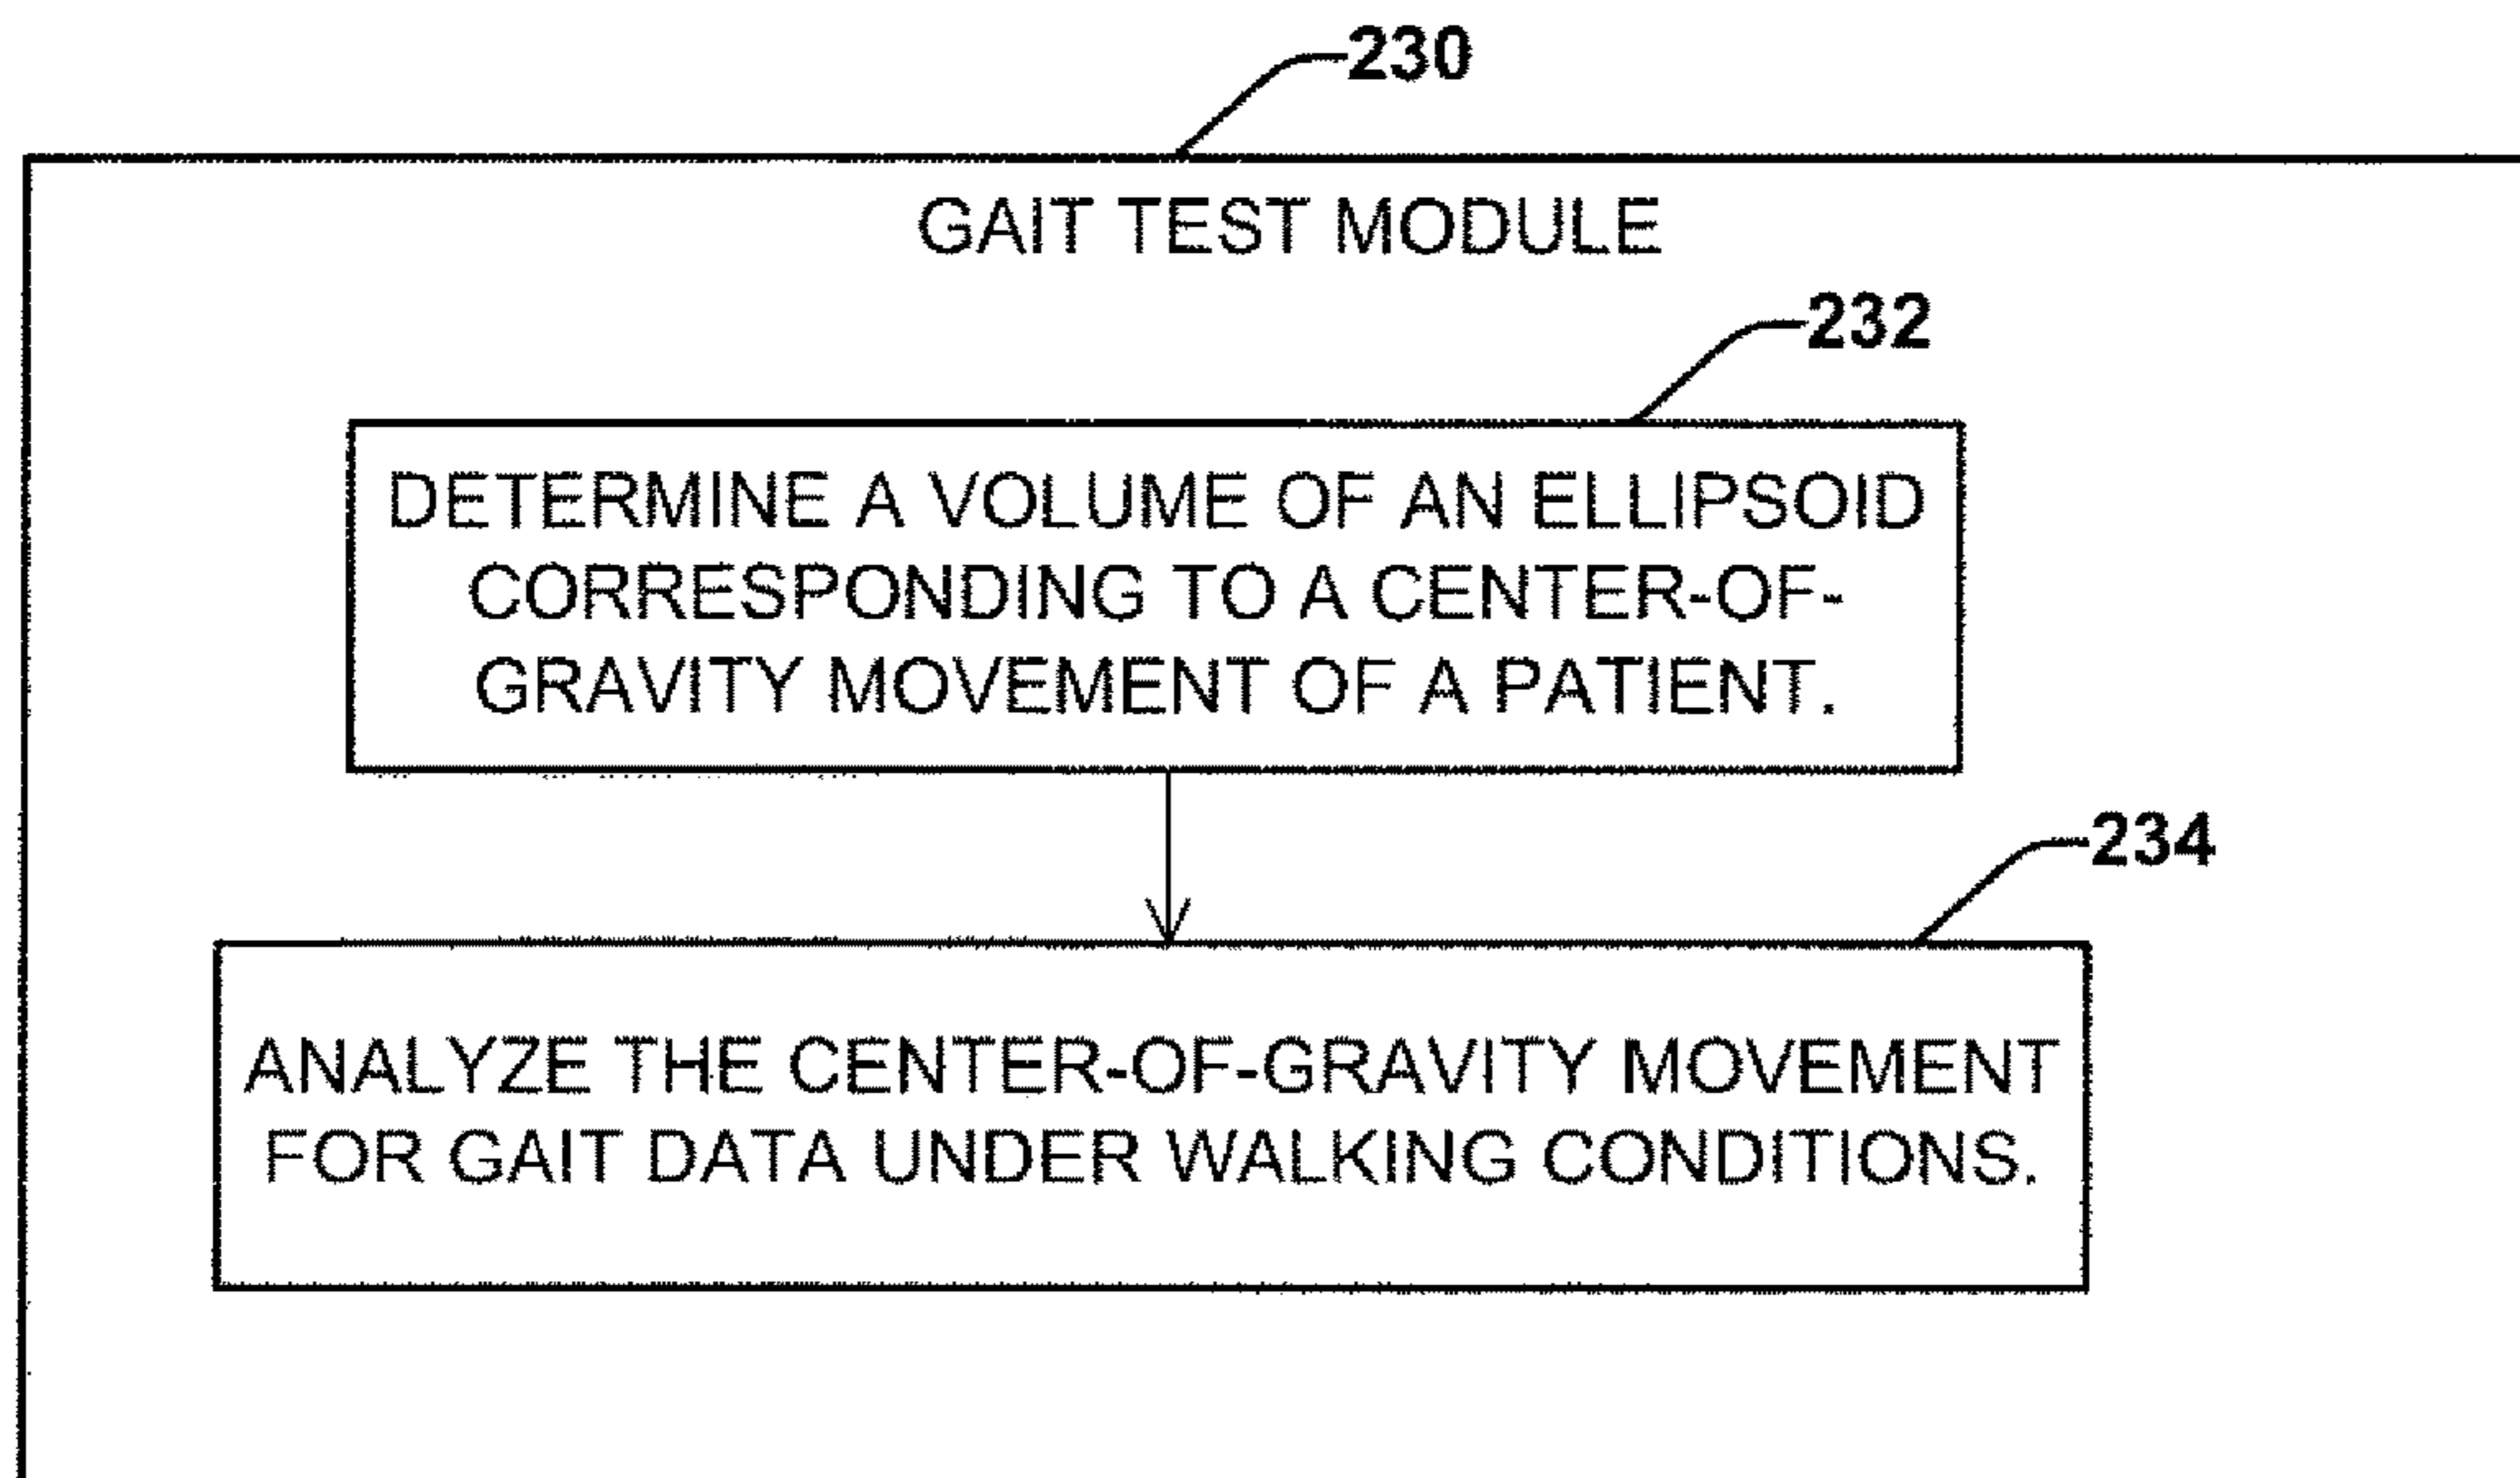 230
GAIT TEST MODULE
232
DETERMINE A VOLUME OF AN ELLIPSOID
CORRESPONDING TO A CENTER-OF-
GRAVITY MOVEMENT OF A PATIENT.
234
ANALYZE THE CENTER-OF-GRAVITY MOVEMENT
FOR GAIT DATA UNDER WALKING CONDITIONS.